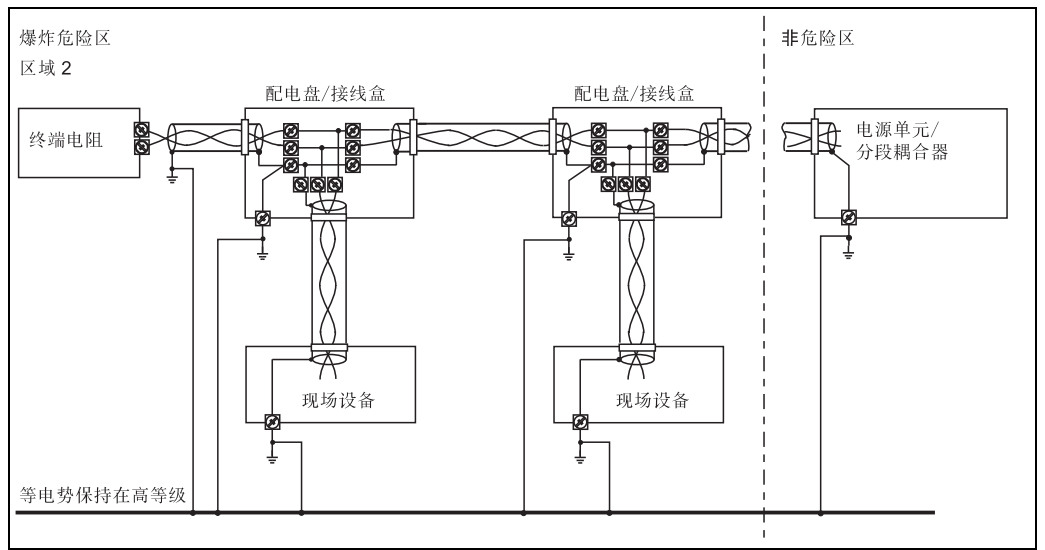 爆炸危险区
区域 2
非危险区
配电盘/接线盒
配电盘/接线盒
终端电阻
电源单元/
分段耦合器
现场设备
现场设备
等电势保持在高等级